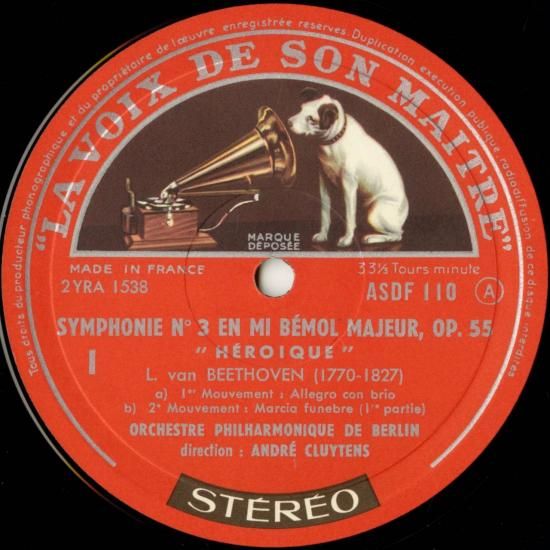 Tous droits du producteur phonographique et du propriétaire de l'œuvre enregistrée réservés. Duplication exécution publique radiodiffusion de ce disque interdites
"LA VOIX DE SON MAITRE"
MARQUE
DÉPOSÉE
MADE IN FRANCE
33⅓ Tours minute
2YRA 1538
ASDF 110 A
SYMPHONIE N° 3 EN MI BÉMOL MAJEUR, OP. 55
" HÉROIQUE "
I
L. van BEETHOVEN (1770-1827)
a) 1er Mouvement : Allegro con brio
b) 2e Mouvement : Marcia funebre (1re partie)
ORCHESTRE PHILHARMONIQUE DE BERLIN
direction : ANDRÉ CLUYTENS
STÉRÉO